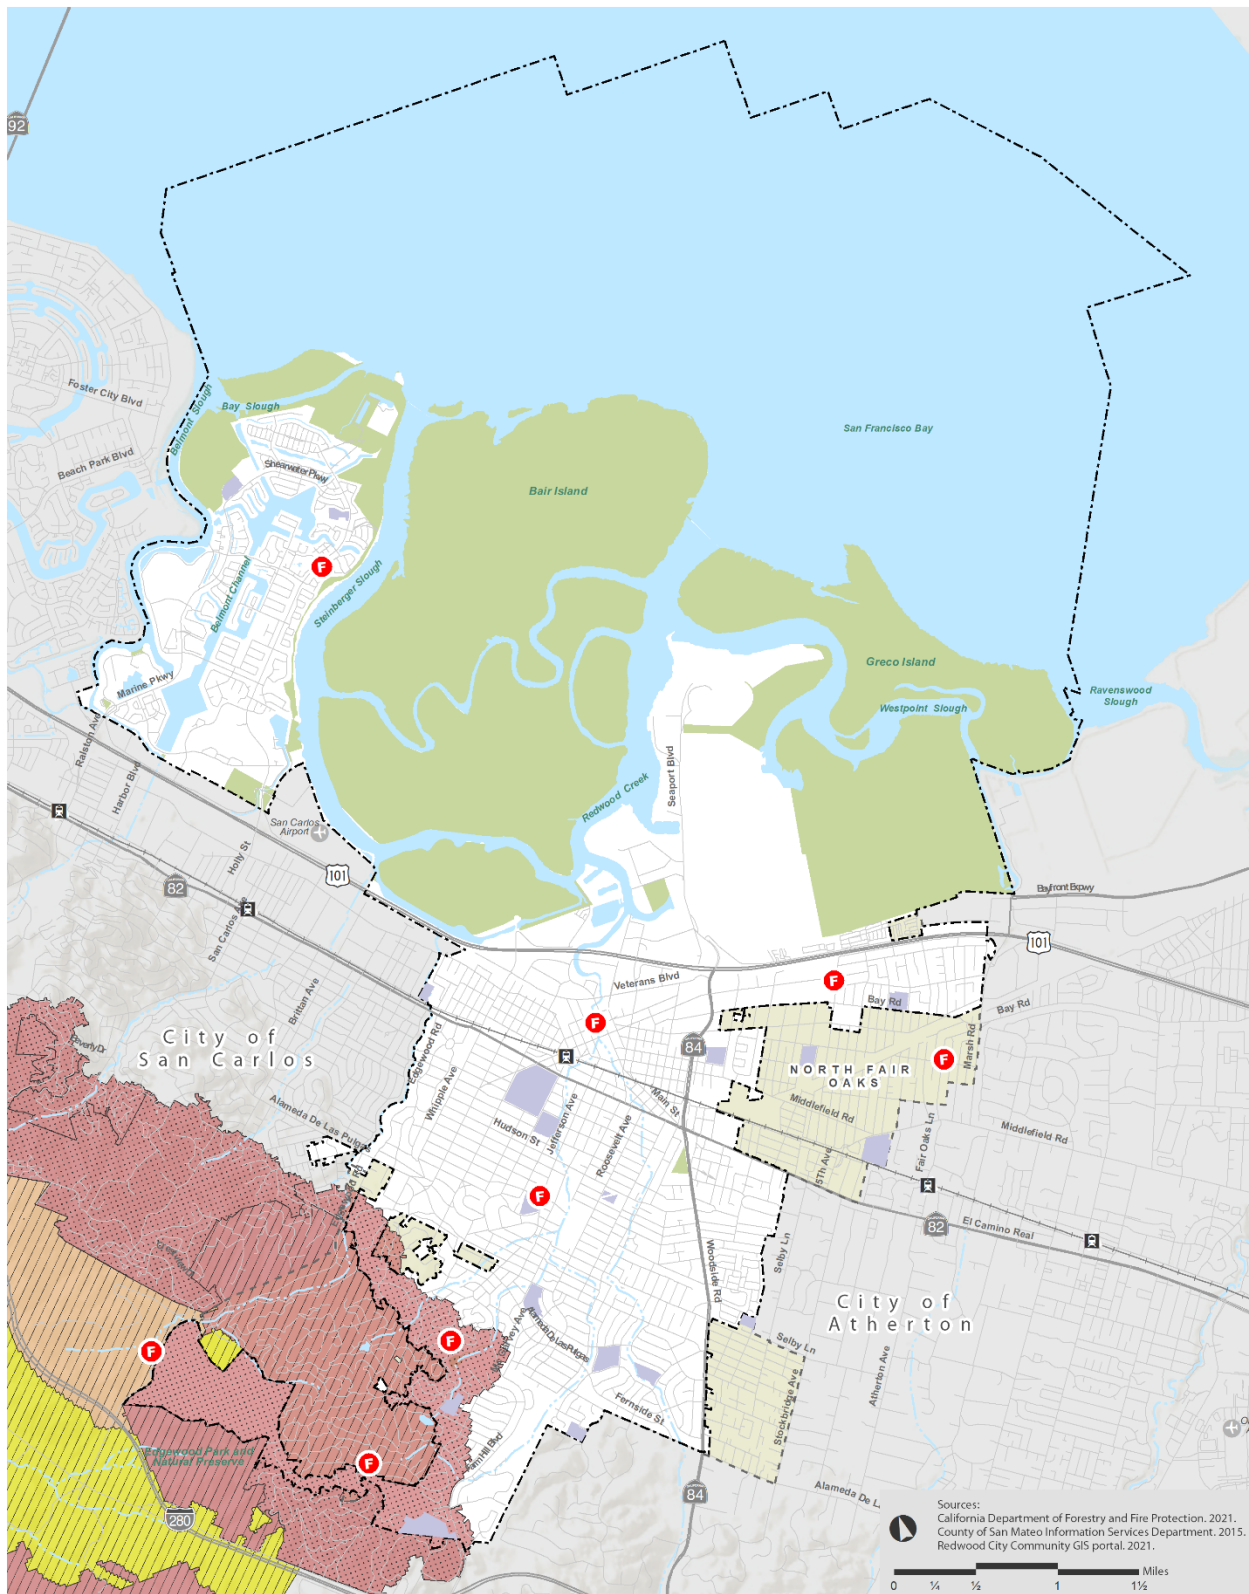 92
Foster City Blvd
Belmont Slough
Bay Slough
San Francisco Bay
Beach Park Blvd
Shearwater Pkwy
Bair Island
F
Belmont Channel
Steinberger Slough
Greco Island
Marine Pkwy
Ravenswood
Slough
Westpoint Slough
Ralston Ave
Harbor Blvd
Seaport Blvd
Redwood Creek
San Carlos
Airport
Holly St
101
82
Bayfront Expwy
San Carlos Ave
101
Veterans Blvd
F
Brittan Ave
Bay Rd
Bay Rd
City of
San Carlos
Beverly Dr
Edgewood Rd
F
84
Marsh Rd
F
NORTH FAIR
OAKS
Whipple Ave
Main St
Alameda De Las Pulgas
Hudson St
Jefferson Ave
Roosevelt Ave
Middlefield Rd
Middlefield Rd
5Th Ave
Fair Oaks Ln
F
82
El Camino Real
Woodside Rd
Selby Ln
City of
Atherton
F
F
Alameda De Las Pulgas
Selby Ln
Atherton Ave
Stockbridge Ave
Fernside St
Farm Hill Blvd
Edgewood Park and
Natural Preserve
F
280
84
Alameda De L
Sources:
California Department of Forestry and Fire Protection. 2021.
County of San Mateo Information Services Department. 2015.
Redwood City Community GIS portal. 2021.
Miles
0 ¼ ½ 1 1½